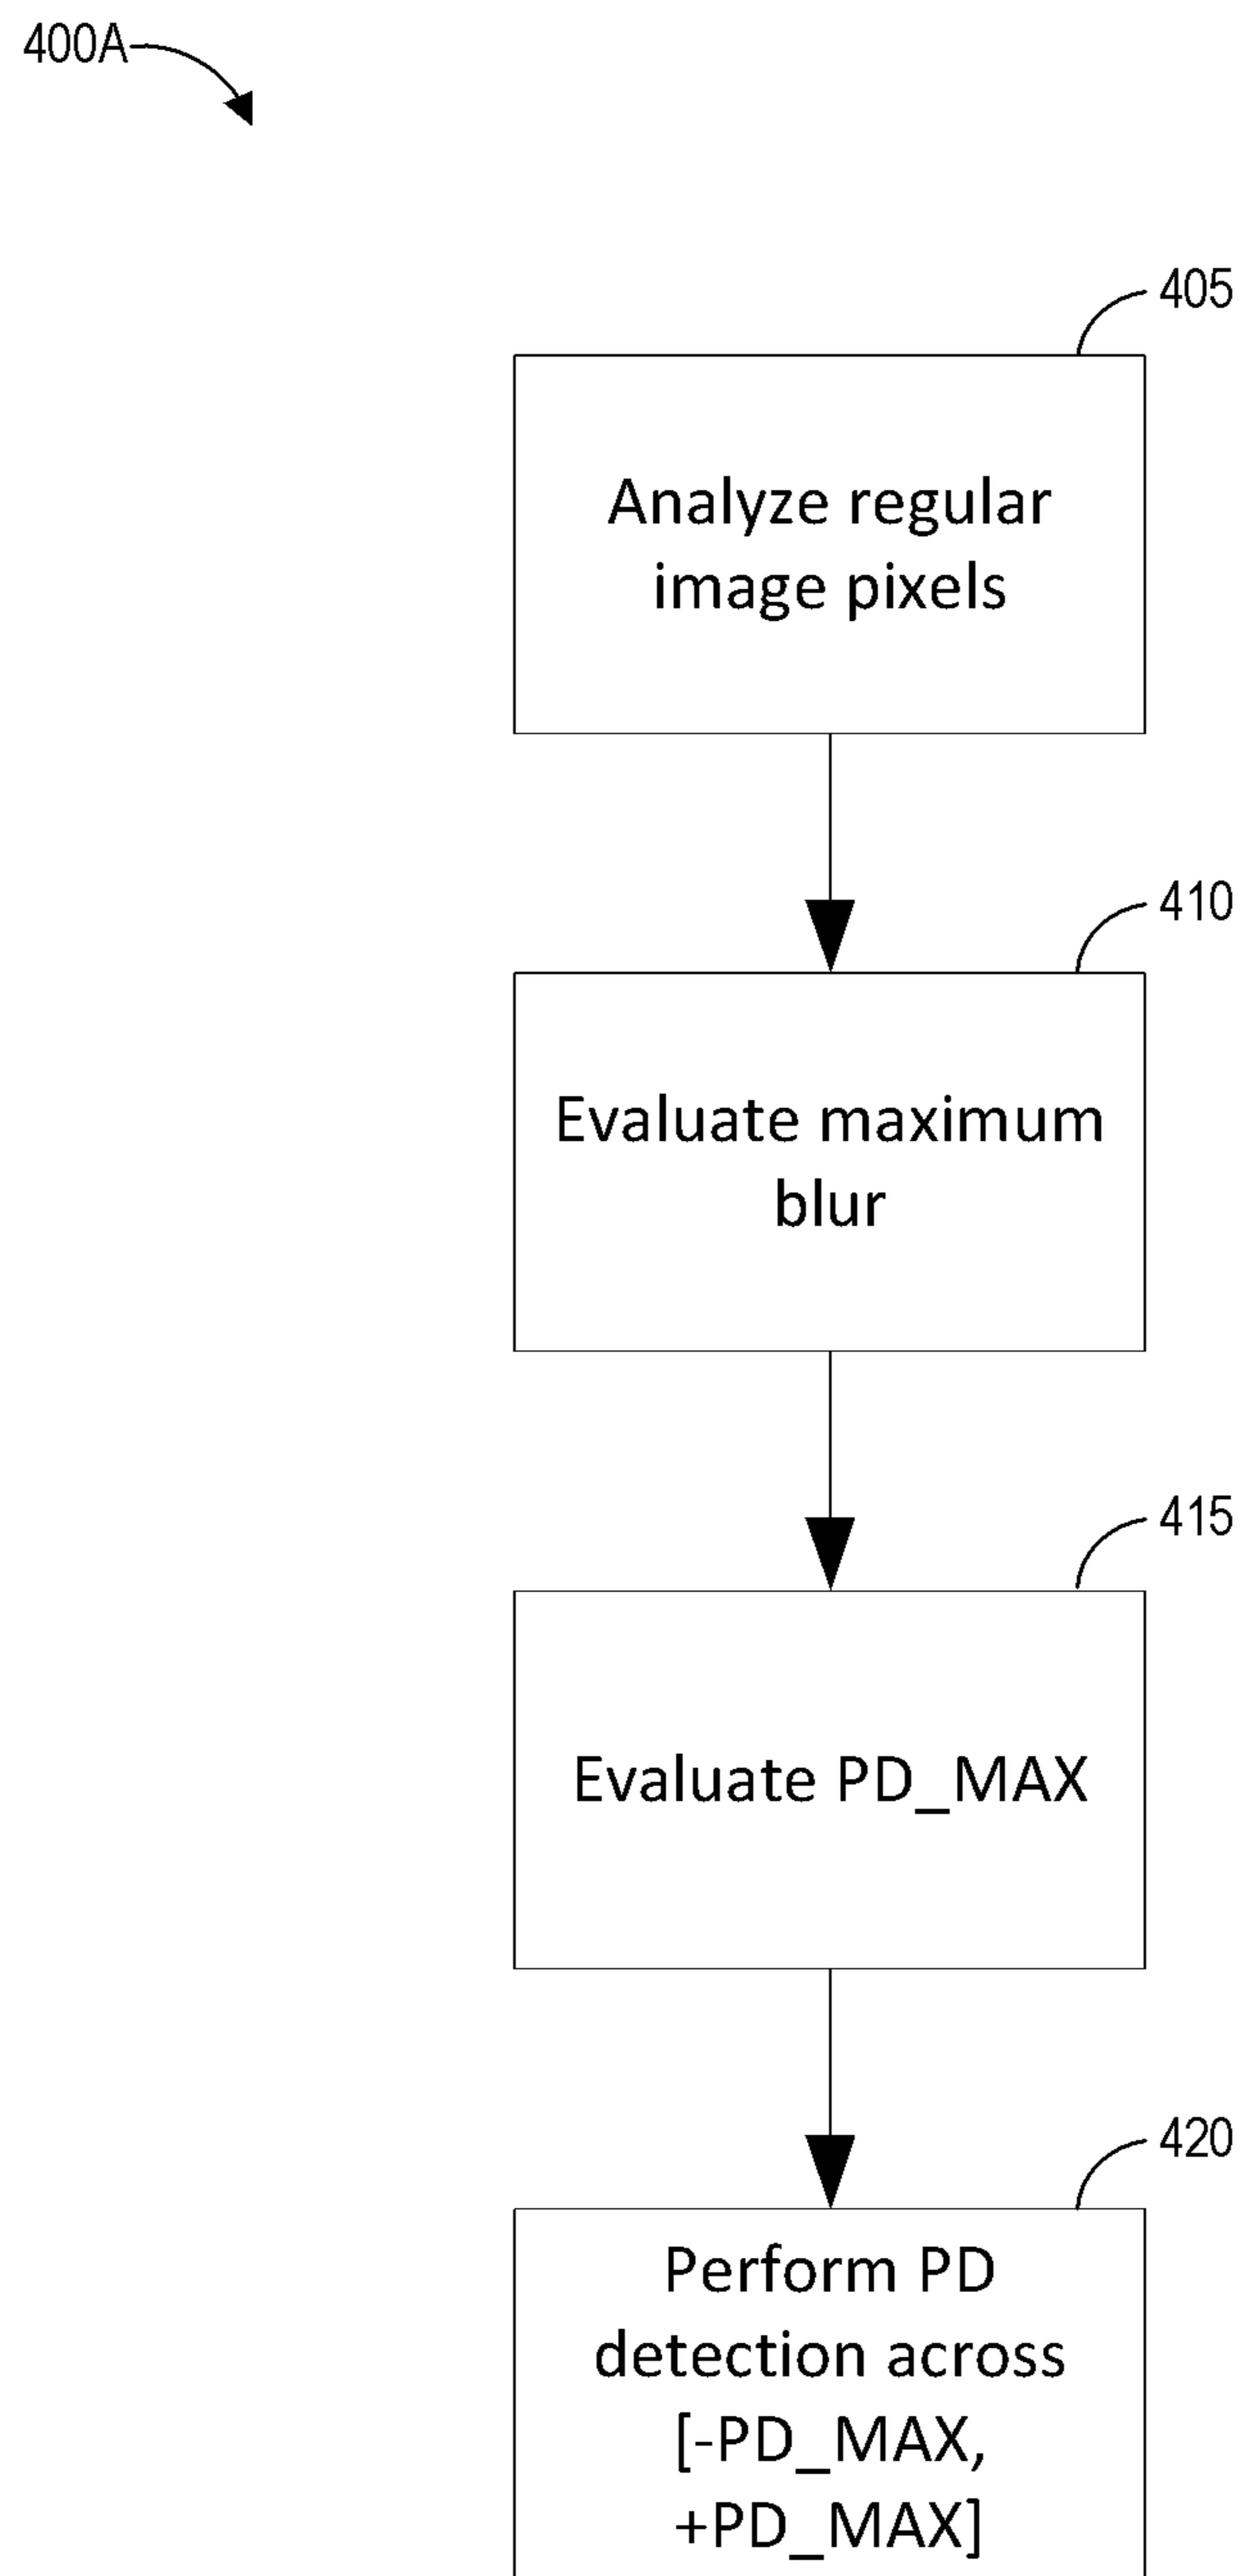 400A
405
Analyze regular
image pixels
410
Evaluate maximum
blur
415
Evaluate PD_MAX
420
Perform PD
detection across
[-PD_MAX,
+PD_MAX]